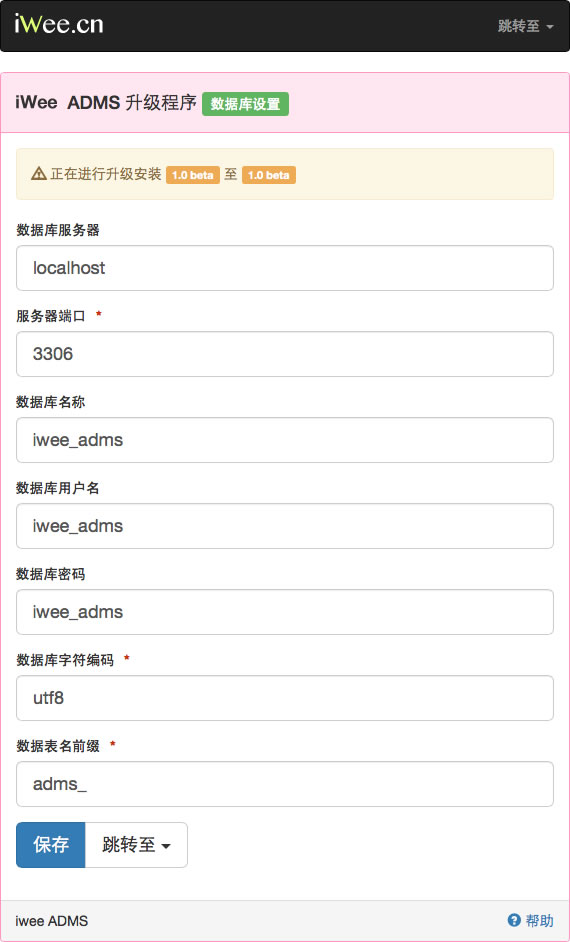 iWee.cn 跳转至
iWee ADMS 升级程序 数据库设置
正在进行升级安装 1.0 beta 至 1.0 beta
数据库服务器
localhost
服务器端口 *
3306
数据库名称
iwee_adms
数据库用户名
iwee_adms
数据库密码
iwee_adms
数据库字符编码 *
utf8
数据表名前缀 *
adms_
保存 跳转至
iwee ADMS 帮助